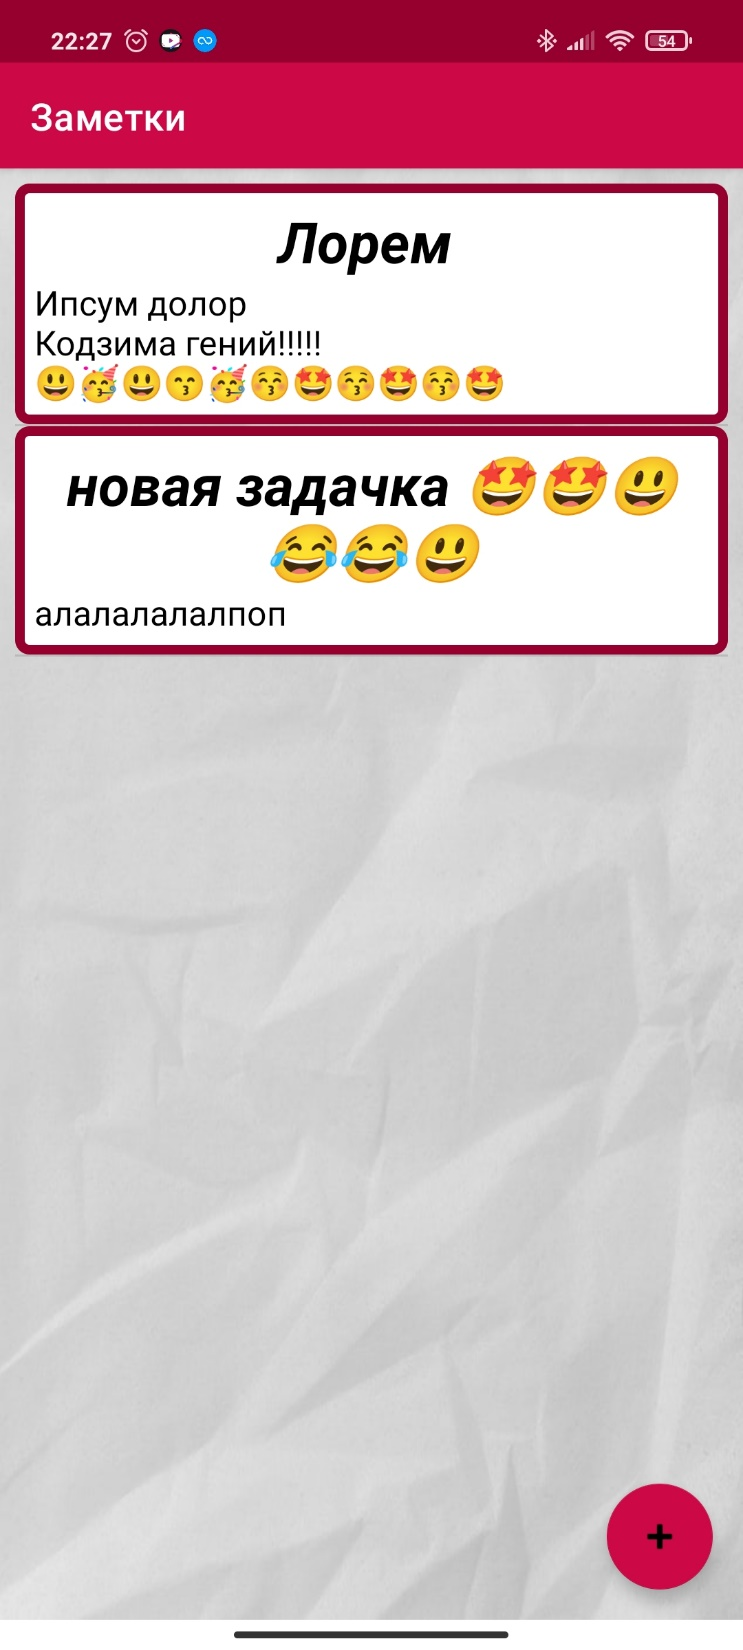 22:27
54
Заметки
Лорем
Ипсум долор
Кодзима гений!!!!!
😃🥳😃😙🥳😚🤩😚🤩😚🤩
новая задачка 🤩🤩😃
😂😂😃
алалалалалпоп
+